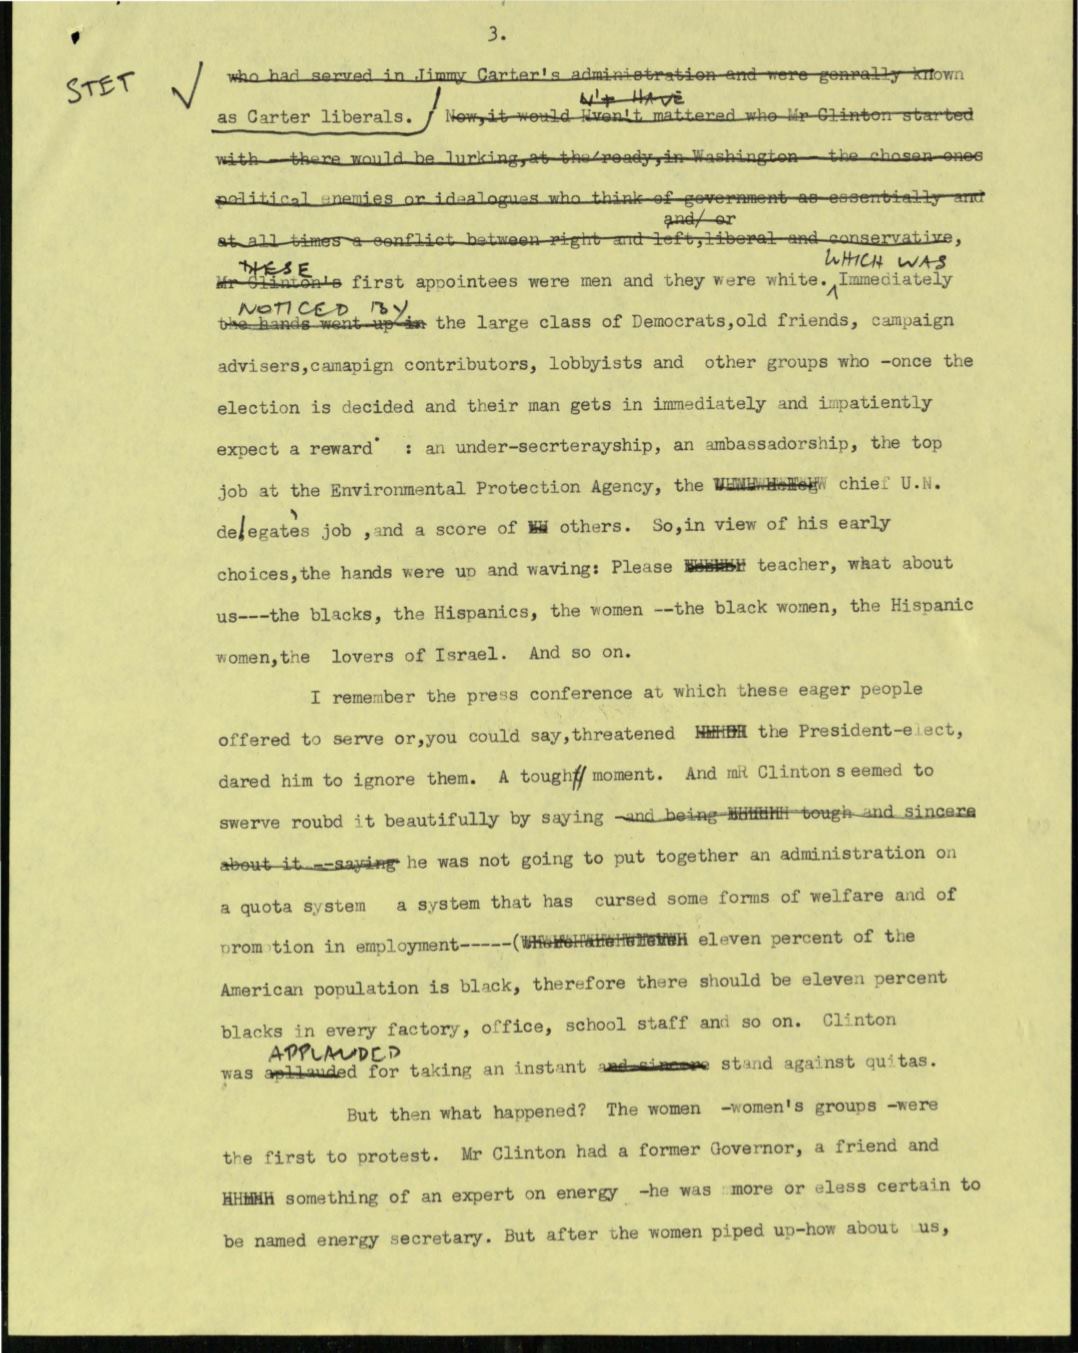 3.
STET ✓ who had served in Jimmy Carter's administration and were genrally known
N'T HAVE
as Carter liberals. / Now,it would Hven't mattered who Mr Clinton started
with - there would be lurking,at the ready,in Washington - the chosen ones
political enemies or idealogues who think of government as essentially and
and/ or
at all times a conflict between right and left,liberal and conservative,
THESE WHICH WAS
Mr Clinton's first appointees were men and they were white. Immediately
NOTICED BY
the hands went up in the large class of Democrats,old friends, campaign
advisers,camapign contributors, lobbyists and other groups who -once the
election is decided and their man gets in immediately and impatiently
expect a reward : an under-secrterayship, an ambassadorship, the top
job at the Environmental Protection Agency, the chief U.N.
delegate's job ,and a score of others. So,in view of his early
choices,the hands were up and waving: Please teacher, what about
us---the blacks, the Hispanics, the women --the black women, the Hispanic
women,the lovers of Israel. And so on.
I remember the press conference at which these eager people
offered to serve or,you could say,threatened the President-elect,
dared him to ignore them. A tough moment. And mR Clinton seemed to
swerve roubd it beautifully by saying -and being tough and sincere
about it --saying he was not going to put together an administration on
a quota system a system that has cursed some forms of welfare and of
promotion in employment-----( eleven percent of the
American population is black, therefore there should be eleven percent
blacks in every factory, office, school staff and so on. Clinton
APPLAUDED
was apllauded for taking an instant and sincere stand against quitas.
But then what happened? The women -women's groups -were
the first to protest. Mr Clinton had a former Governor, a friend and
something of an expert on energy -he was more or eless certain to
be named energy secretary. But after the women piped up-how about us,